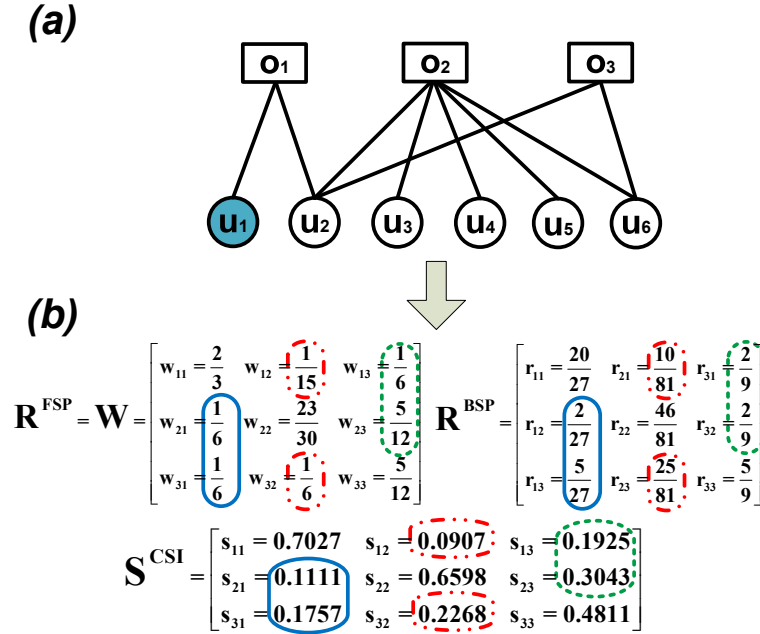 (a)
O₁ O₂ O₃
u₁ u₂ u₃ u₄ u₅ u₆
(b)
R^FSP = W = [ w₁₁ = 2/3 w₁₂ = 1/15 w₁₃ = 1/6
w₂₁ = 1/6 w₂₂ = 23/30 w₂₃ = 5/12
w₃₁ = 1/6 w₃₂ = 1/6 w₃₃ = 5/12 ]
R^BSP = [ r₁₁ = 20/27 r₂₁ = 10/81 r₃₁ = 2/9
r₁₂ = 2/27 r₂₂ = 46/81 r₃₂ = 2/9
r₁₃ = 5/27 r₂₃ = 25/81 r₃₃ = 5/9 ]
S^CSI = [ s₁₁ = 0.7027 s₁₂ = 0.0907 s₁₃ = 0.1925
s₂₁ = 0.1111 s₂₂ = 0.6598 s₂₃ = 0.3043
s₃₁ = 0.1757 s₃₂ = 0.2268 s₃₃ = 0.4811 ]